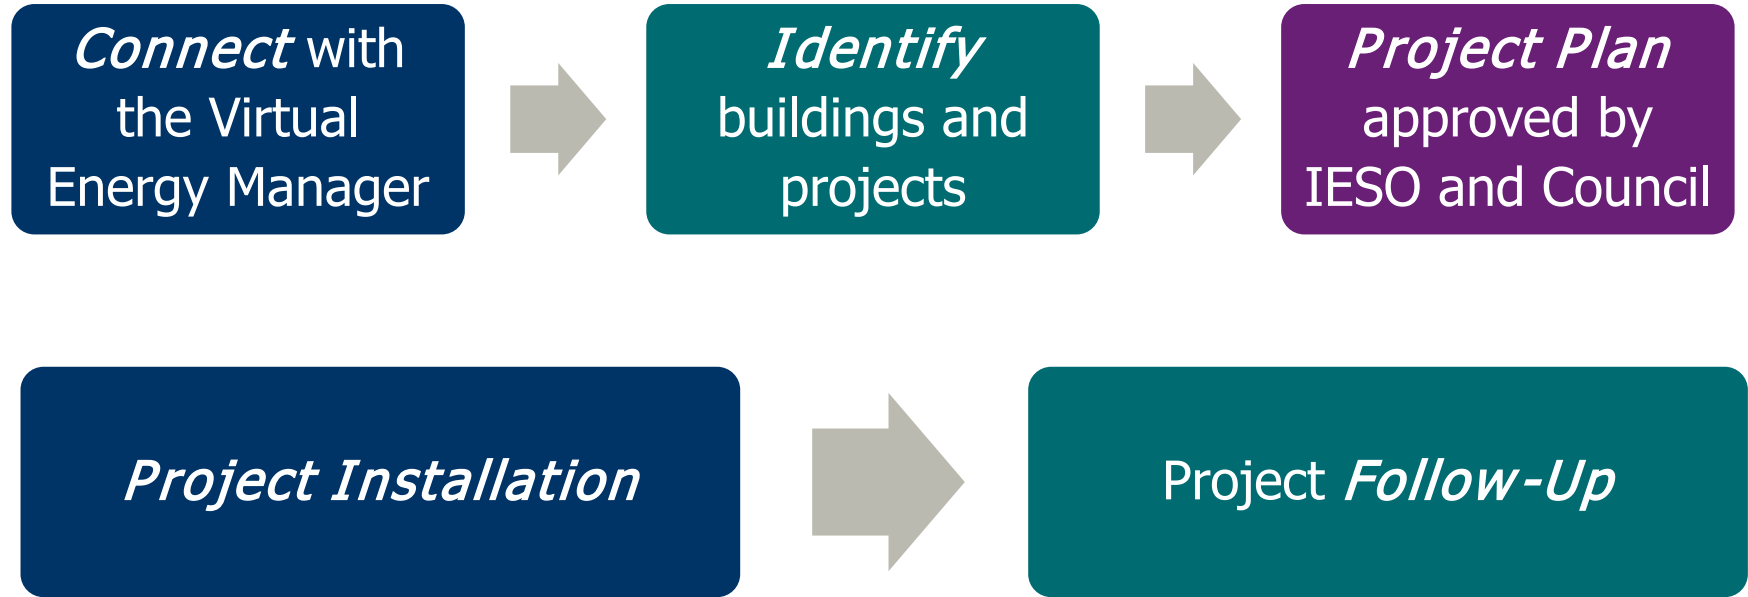 Connect with
the Virtual
Energy Manager
Identify
buildings and
projects
Project Plan
approved by
IESO and Council
Project Installation
Project Follow-Up